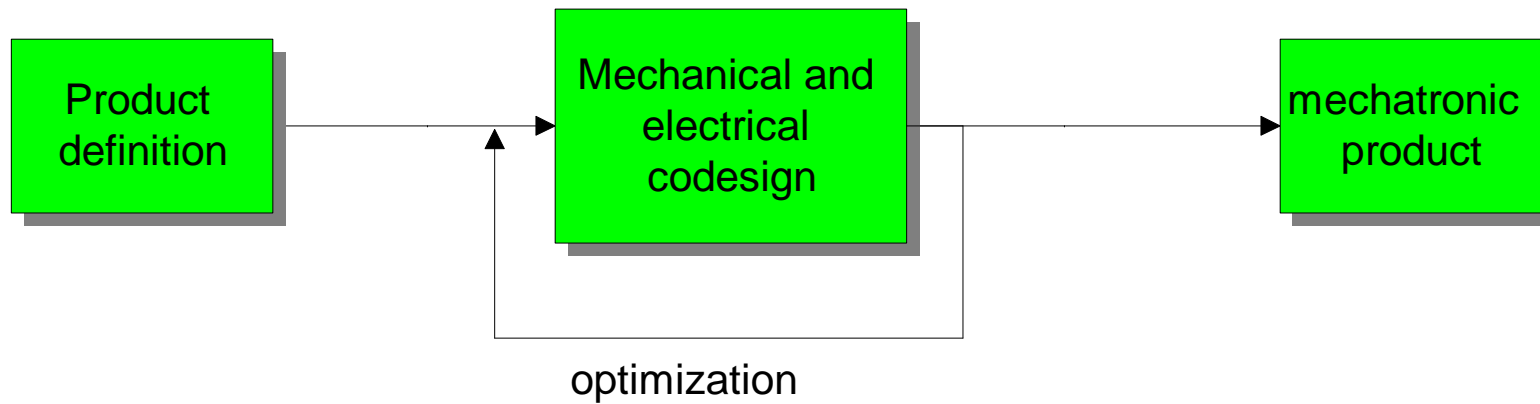 Product
definition
Mechanical and
electrical
codesign
mechatronic
product
optimization